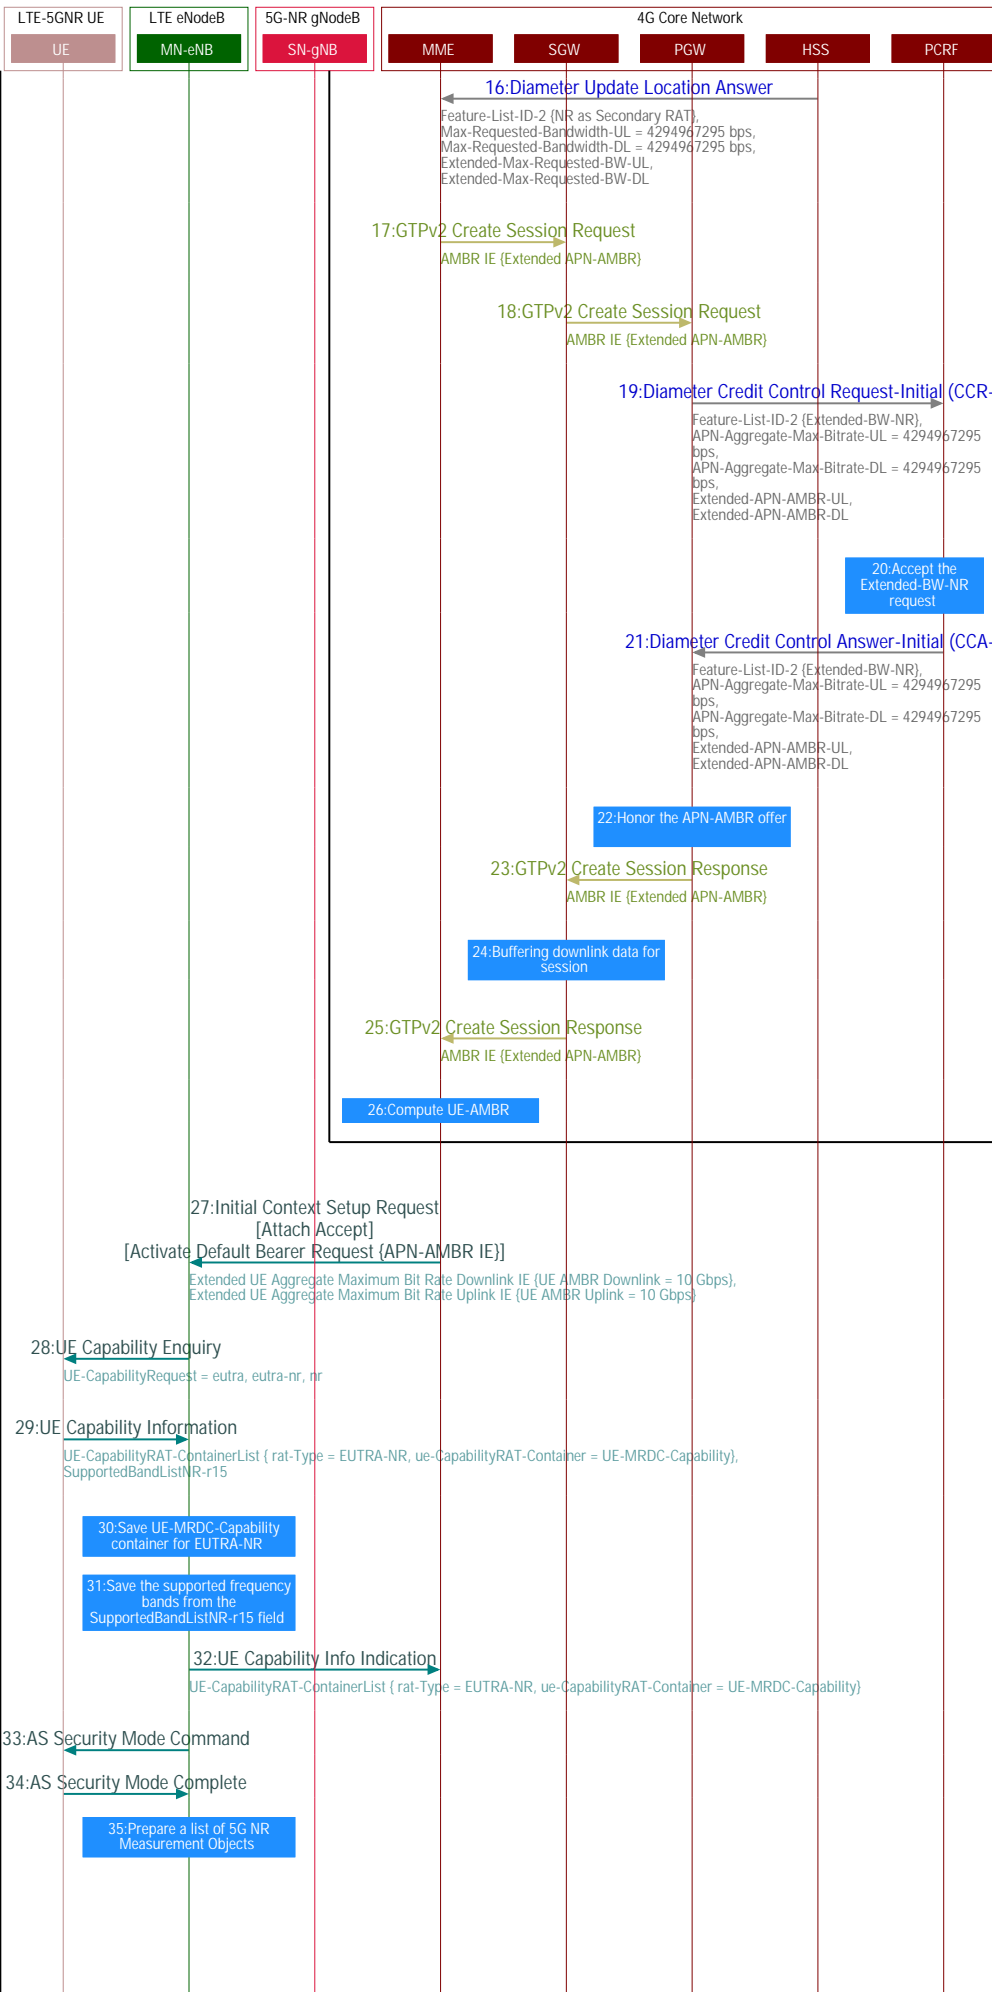 LTE-5GNR UE
LTE eNodeB
5G-NR gNodeB
4G Core Network
UE
MN-eNB
SN-gNB
MME
SGW
PGW
HSS
PCRF
16:Diameter Update Location Answer
Feature-List-ID-2 {NR as Secondary RAT},
Max-Requested-Bandwidth-UL = 4294967295 bps,
Max-Requested-Bandwidth-DL = 4294967295 bps,
Extended-Max-Requested-BW-UL,
Extended-Max-Requested-BW-DL
17:GTPv2 Create Session Request
AMBR IE {Extended APN-AMBR}
18:GTPv2 Create Session Request
AMBR IE {Extended APN-AMBR}
19:Diameter Credit Control Request-Initial (CCR-
Feature-List-ID-2 {Extended-BW-NR},
APN-Aggregate-Max-Bitrate-UL = 4294967295
bps,
APN-Aggregate-Max-Bitrate-DL = 4294967295
bps,
Extended-APN-AMBR-UL,
Extended-APN-AMBR-DL
20:Accept the
Extended-BW-NR
request
21:Diameter Credit Control Answer-Initial (CCA-
Feature-List-ID-2 {Extended-BW-NR},
APN-Aggregate-Max-Bitrate-UL = 4294967295
bps,
APN-Aggregate-Max-Bitrate-DL = 4294967295
bps,
Extended-APN-AMBR-UL,
Extended-APN-AMBR-DL
22:Honor the APN-AMBR offer
23:GTPv2 Create Session Response
AMBR IE {Extended APN-AMBR}
24:Buffering downlink data for
session
25:GTPv2 Create Session Response
AMBR IE {Extended APN-AMBR}
26:Compute UE-AMBR
27:Initial Context Setup Request
[Attach Accept]
[Activate Default Bearer Request {APN-AMBR IE}]
Extended UE Aggregate Maximum Bit Rate Downlink IE {UE AMBR Downlink = 10 Gbps},
Extended UE Aggregate Maximum Bit Rate Uplink IE {UE AMBR Uplink = 10 Gbps}
28:UE Capability Enquiry
UE-CapabilityRequest = eutra, eutra-nr, nr
29:UE Capability Information
UE-CapabilityRAT-ContainerList { rat-Type = EUTRA-NR, ue-CapabilityRAT-Container = UE-MRDC-Capability},
SupportedBandListNR-r15
30:Save UE-MRDC-Capability
container for EUTRA-NR
31:Save the supported frequency
bands from the
SupportedBandListNR-r15 field
32:UE Capability Info Indication
UE-CapabilityRAT-ContainerList { rat-Type = EUTRA-NR, ue-CapabilityRAT-Container = UE-MRDC-Capability}
33:AS Security Mode Command
34:AS Security Mode Complete
35:Prepare a list of 5G NR
Measurement Objects